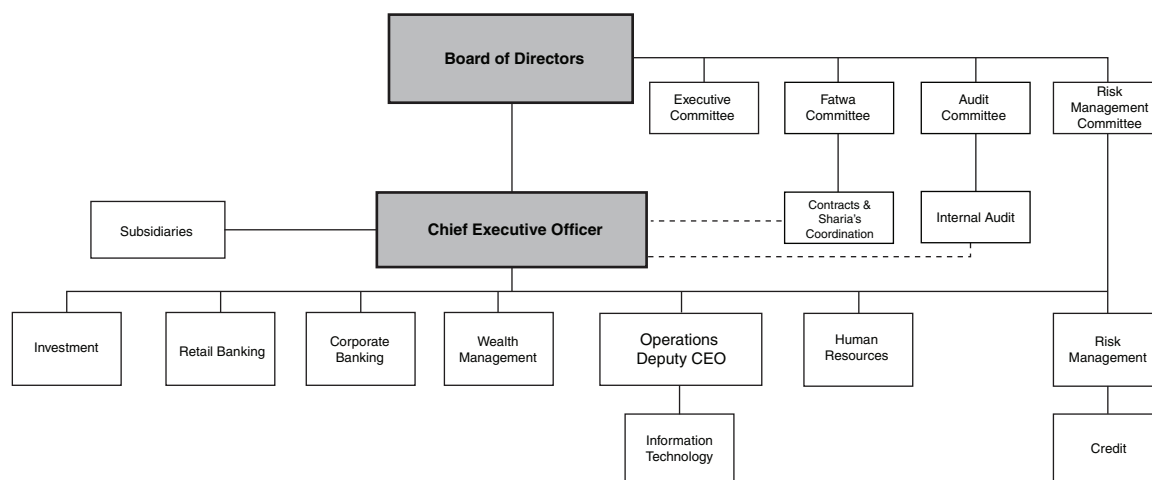 Board of Directors
Executive
Committee
Fatwa
Committee
Audit
Committee
Risk
Management
Committee
Subsidiaries
Chief Executive Officer
Contracts &
Sharia's
Coordination
Internal Audit
Investment
Retail Banking
Corporate
Banking
Wealth
Management
Operations
Deputy CEO
Human
Resources
Risk
Management
Information
Technology
Credit